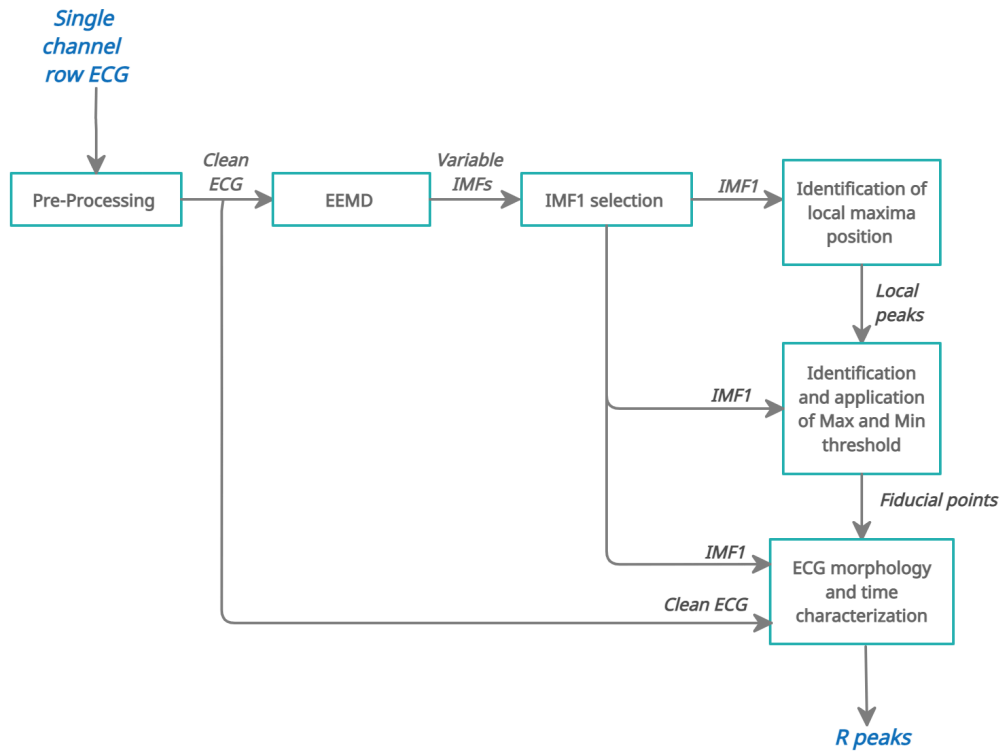 Single
channel
row ECG
Clean
ECG
Variable
IMFs
Pre-Processing
EEMD
IMF1 selection
IMF1
Identification of
local maxima
position
Local
peaks
IMF1
Identification
and application
of Max and Min
threshold
Fiducial points
IMF1
Clean ECG
ECG morphology
and time
characterization
R peaks